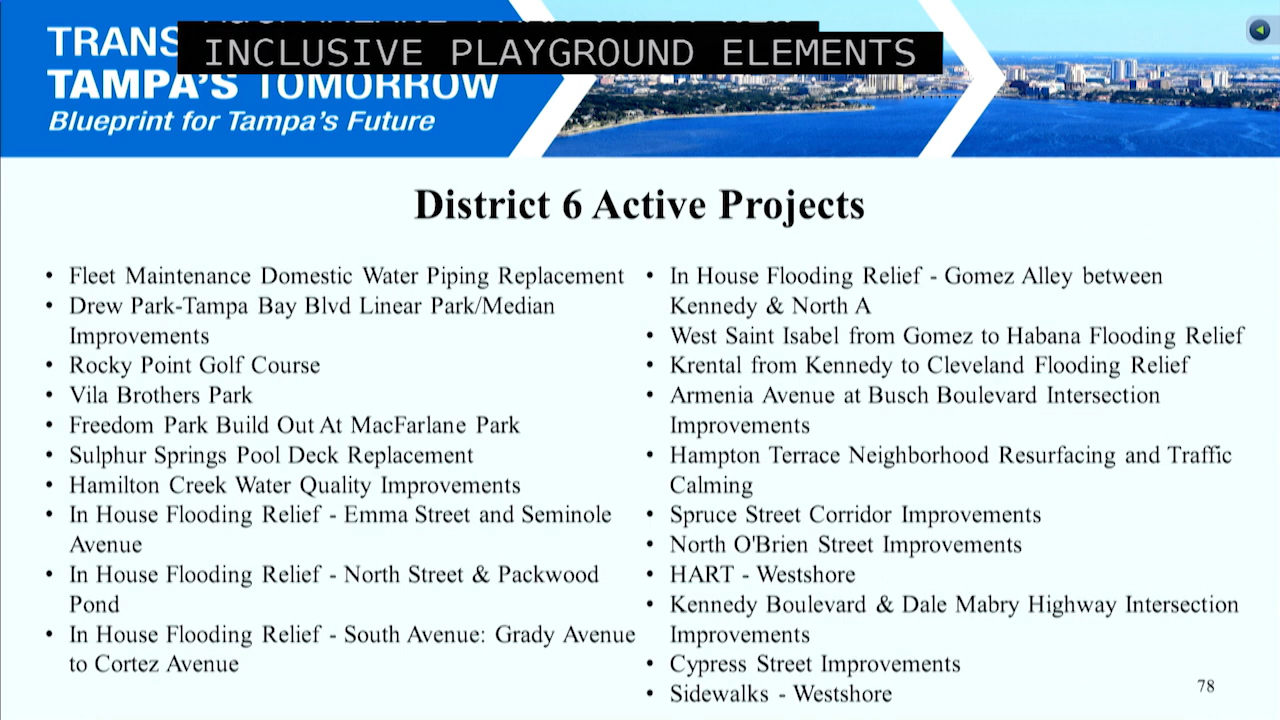 INCLUSIVE PLAYGROUND ELEMENTS
TRANS
TAMPA'S TOMORROW
Blueprint for Tampa's Future
District 6 Active Projects
• Fleet Maintenance Domestic Water Piping Replacement
• Drew Park-Tampa Bay Blvd Linear Park/Median
Improvements
• Rocky Point Golf Course
• Vila Brothers Park
• Freedom Park Build Out At MacFarlane Park
• Sulphur Springs Pool Deck Replacement
• Hamilton Creek Water Quality Improvements
• In House Flooding Relief - Emma Street and Seminole
Avenue
• In House Flooding Relief - North Street & Packwood
Pond
• In House Flooding Relief - South Avenue: Grady Avenue
to Cortez Avenue
• In House Flooding Relief - Gomez Alley between
Kennedy & North A
• West Saint Isabel from Gomez to Habana Flooding Relief
• Krental from Kennedy to Cleveland Flooding Relief
• Armenia Avenue at Busch Boulevard Intersection
Improvements
• Hampton Terrace Neighborhood Resurfacing and Traffic
Calming
• Spruce Street Corridor Improvements
• North O'Brien Street Improvements
• HART - Westshore
• Kennedy Boulevard & Dale Mabry Highway Intersection
Improvements
• Cypress Street Improvements
• Sidewalks - Westshore
78